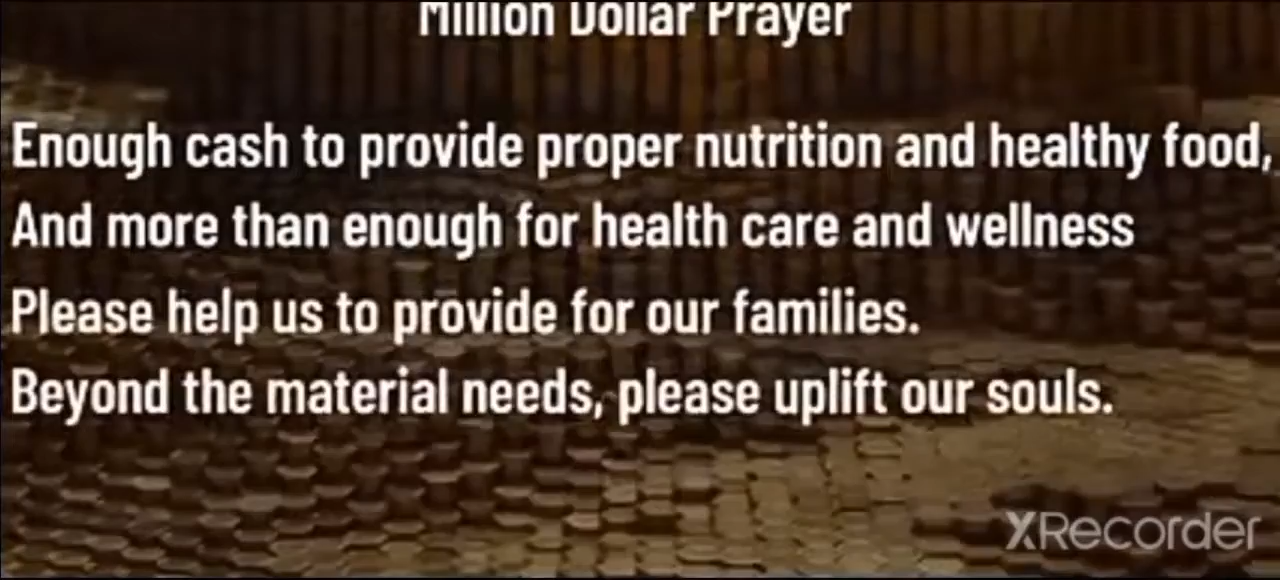 Million Dollar Prayer
Enough cash to provide proper nutrition and healthy food,
And more than enough for health care and wellness
Please help us to provide for our families.
Beyond the material needs, please uplift our souls.
XRecorder